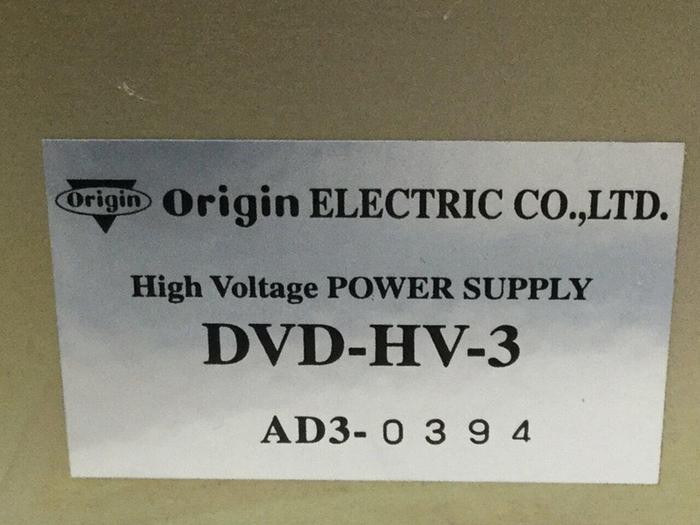 Origin Origin ELECTRIC CO.,LTD.
High Voltage POWER SUPPLY
DVD-HV-3
AD3-0394